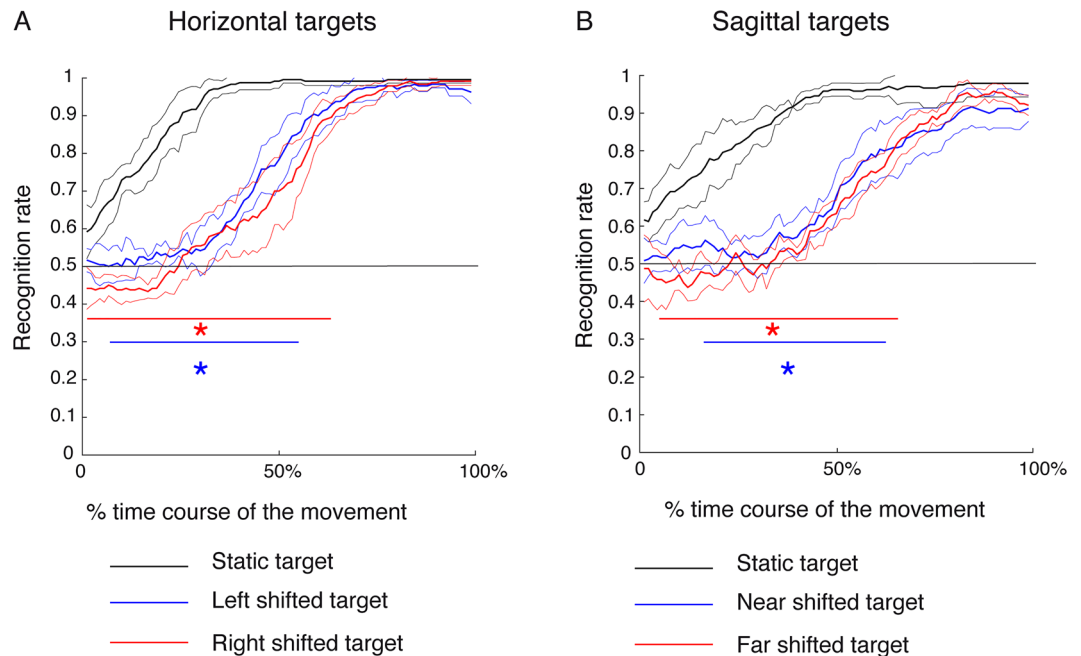 A
Horizontal targets
Recognition rate
1
0.9
0.8
0.7
0.6
0.5
0.4
0.3
0.2
0.1
0
*
*
0
50%
100%
% time course of the movement
Static target
Left shifted target
Right shifted target
B
Sagittal targets
Recognition rate
1
0.9
0.8
0.7
0.6
0.5
0.4
0.3
0.2
0.1
0
*
*
0
50%
100%
% time course of the movement
Static target
Near shifted target
Far shifted target